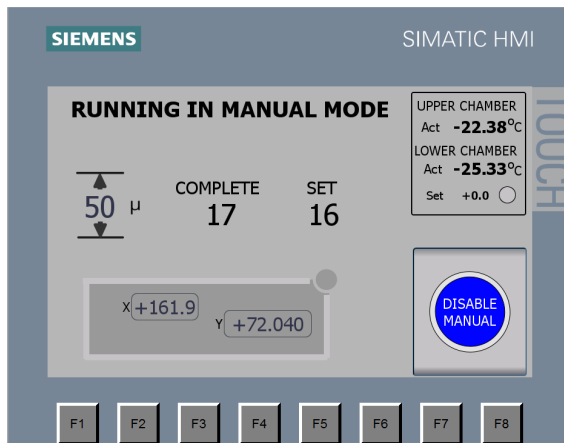 SIEMENS
SIMATIC HMI
TOUCH
RUNNING IN MANUAL MODE
UPPER CHAMBER
Act -22.38°C
LOWER CHAMBER
Act -25.33°C
Set +0.0
50 µ
COMPLETE
17
SET
16
X +161.9
Y +72.040
DISABLE
MANUAL
F1 F2 F3 F4 F5 F6 F7 F8